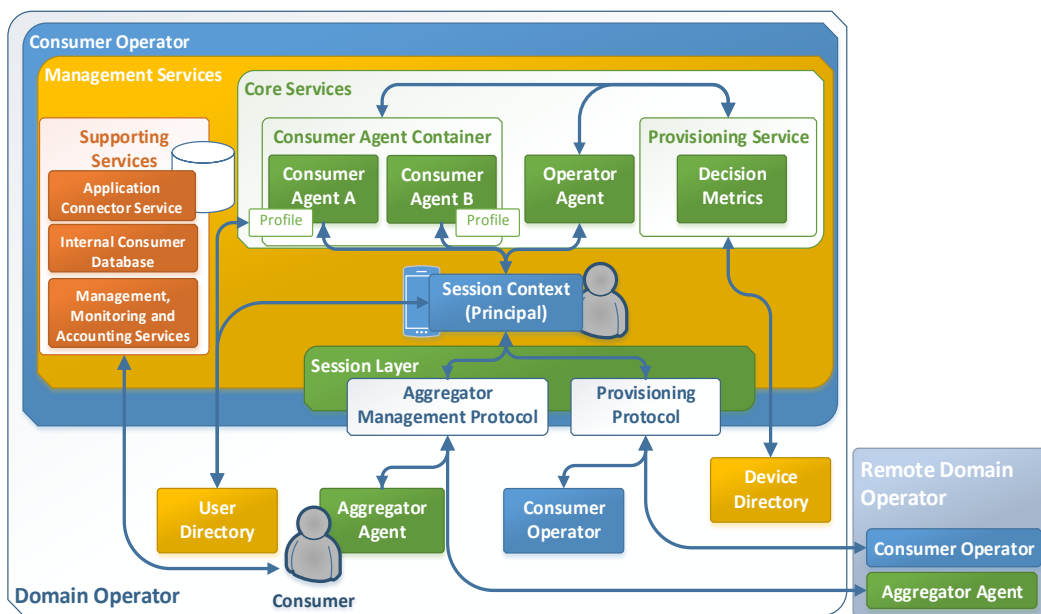 Consumer Operator
Management Services
Core Services
Supporting
Services
Application
Connector Service
Internal Consumer
Database
Management,
Monitoring and
Accounting Services
Consumer Agent Container
Consumer
Agent A
Profile
Consumer
Agent B
Profile
Operator
Agent
Provisioning Service
Decision
Metrics
Session Context
(Principal)
Session Layer
Aggregator
Management Protocol
Provisioning
Protocol
User
Directory
Aggregator
Agent
Consumer
Operator
Device
Directory
Remote Domain
Operator
Consumer Operator
Aggregator Agent
Domain Operator
Consumer